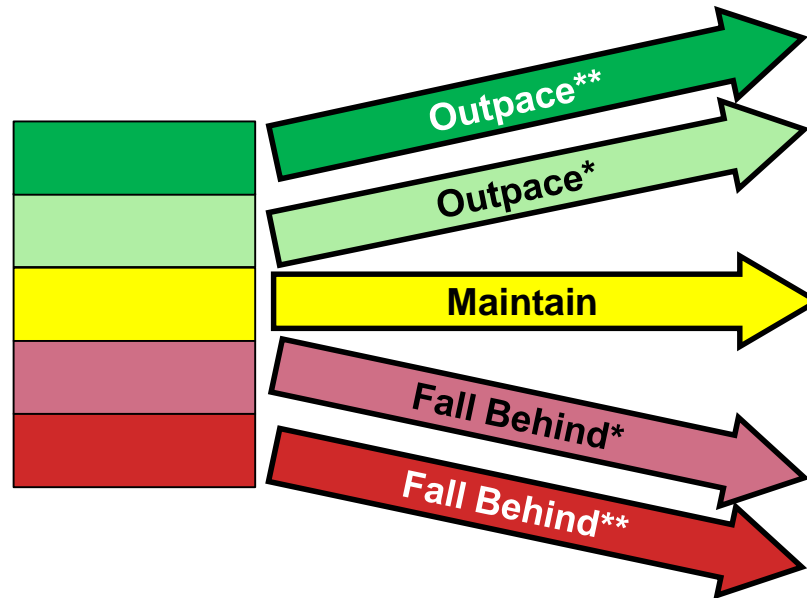 Outpace**
Outpace*
Maintain
Fall Behind*
Fall Behind**